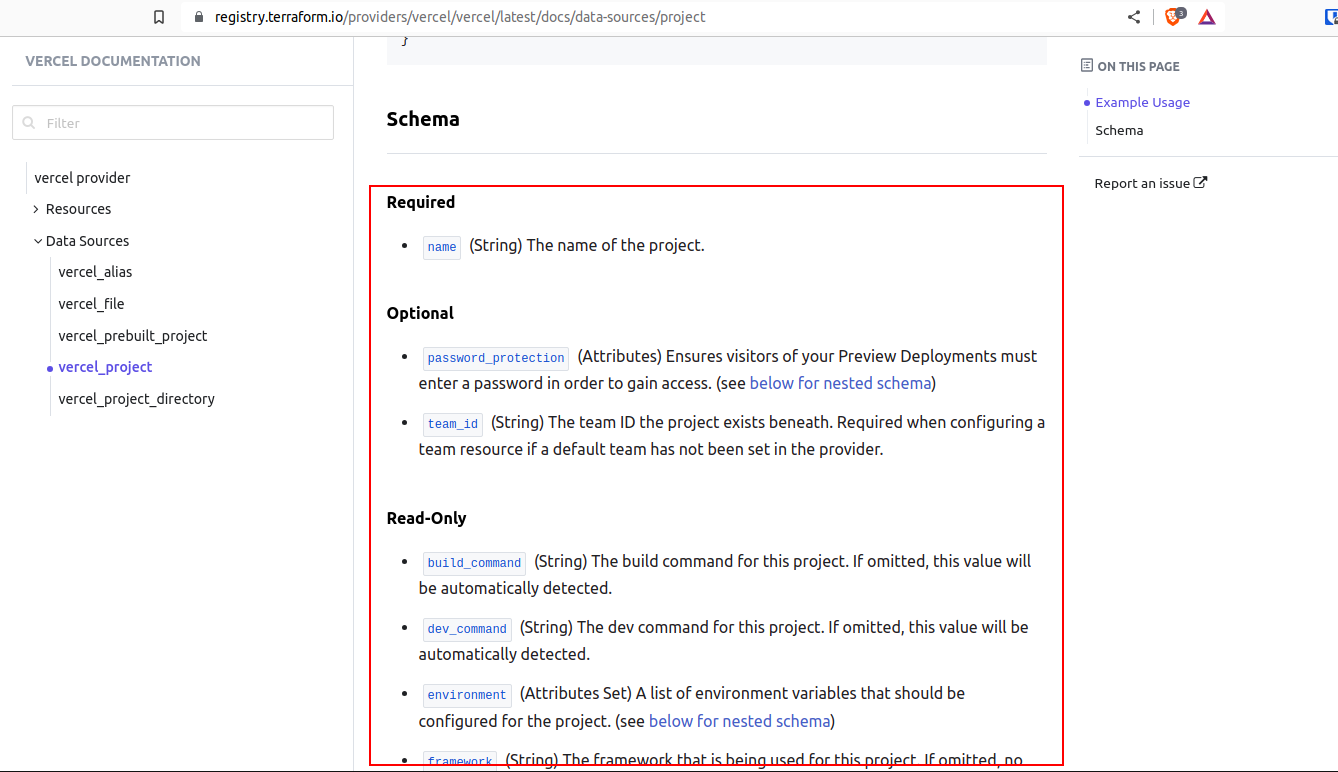 registry.terraform.io/providers/vercel/vercel/latest/docs/data-sources/project
3
VERCEL DOCUMENTATION
Filter
vercel provider
Resources
Data Sources
vercel_alias
vercel_file
vercel_prebuilt_project
vercel_project
vercel_project_directory
}
Schema
Required
name (String) The name of the project.
Optional
password_protection (Attributes) Ensures visitors of your Preview Deployments must
enter a password in order to gain access. (see below for nested schema)
team_id (String) The team ID the project exists beneath. Required when configuring a
team resource if a default team has not been set in the provider.
Read-Only
build_command (String) The build command for this project. If omitted, this value will
be automatically detected.
dev_command (String) The dev command for this project. If omitted, this value will be
automatically detected.
environment (Attributes Set) A list of environment variables that should be
configured for the project. (see below for nested schema)
framework (String) The framework that is being used for this project. If omitted, no
ON THIS PAGE
Example Usage
Schema
Report an issue